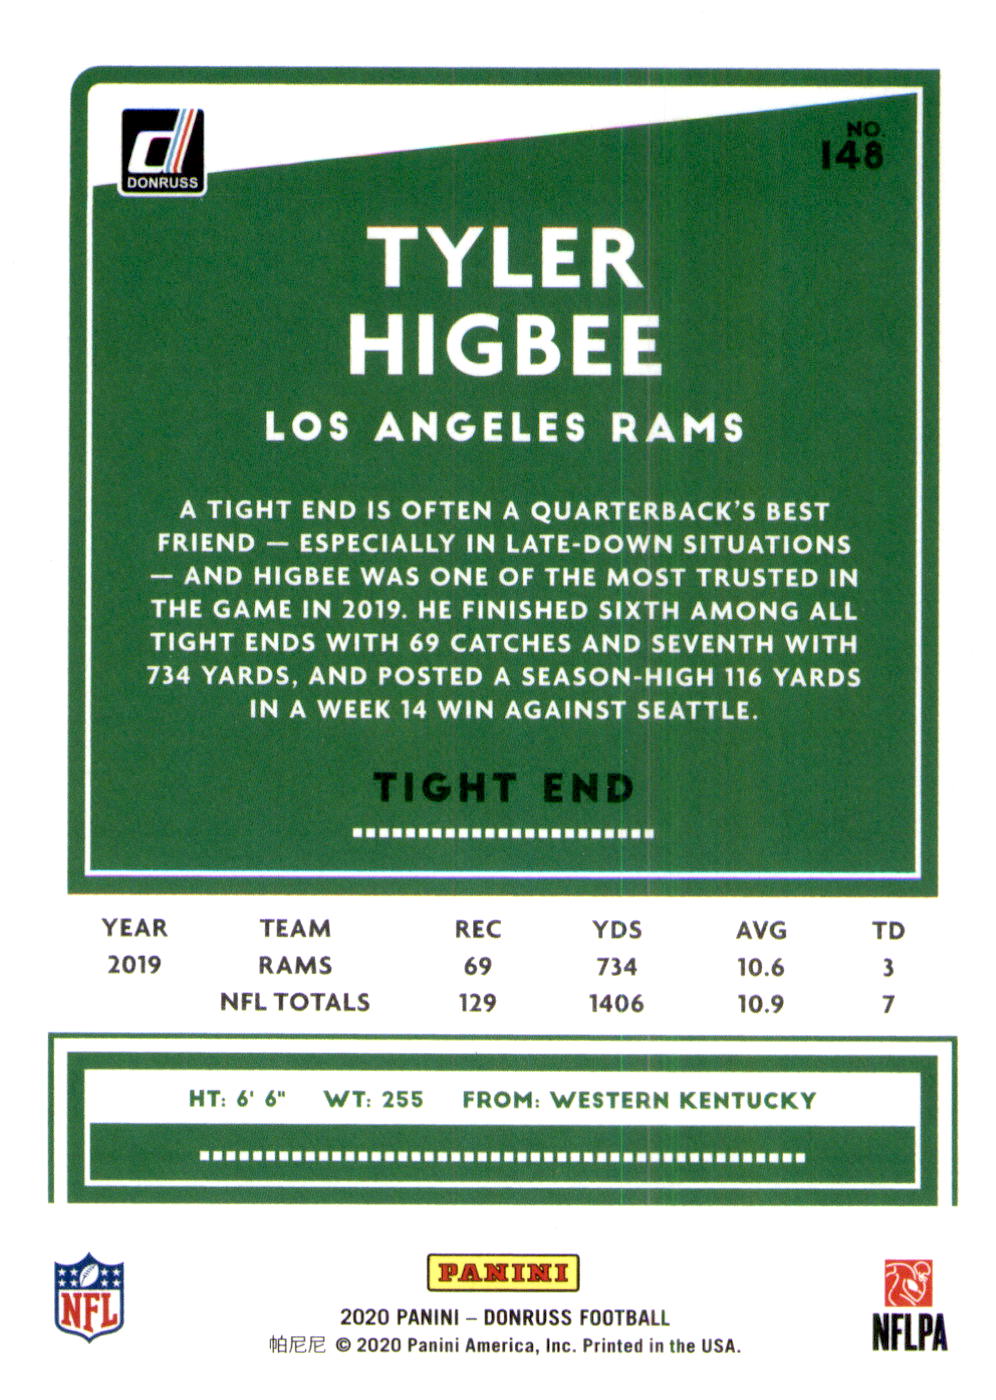 DONRUSS
NO.
148
TYLER
HIGBEE
LOS ANGELES RAMS
A TIGHT END IS OFTEN A QUARTERBACK'S BEST
FRIEND — ESPECIALLY IN LATE-DOWN SITUATIONS
— AND HIGBEE WAS ONE OF THE MOST TRUSTED IN
THE GAME IN 2019. HE FINISHED SIXTH AMONG ALL
TIGHT ENDS WITH 69 CATCHES AND SEVENTH WITH
734 YARDS, AND POSTED A SEASON-HIGH 116 YARDS
IN A WEEK 14 WIN AGAINST SEATTLE.
TIGHT END
YEAR TEAM REC YDS AVG TD
2019 RAMS 69 734 10.6 3
NFL TOTALS 129 1406 10.9 7
HT: 6' 6" WT: 255 FROM: WESTERN KENTUCKY
NFL
PANINI
2020 PANINI – DONRUSS FOOTBALL
帕尼尼 © 2020 Panini America, Inc. Printed in the USA.
NFLPA